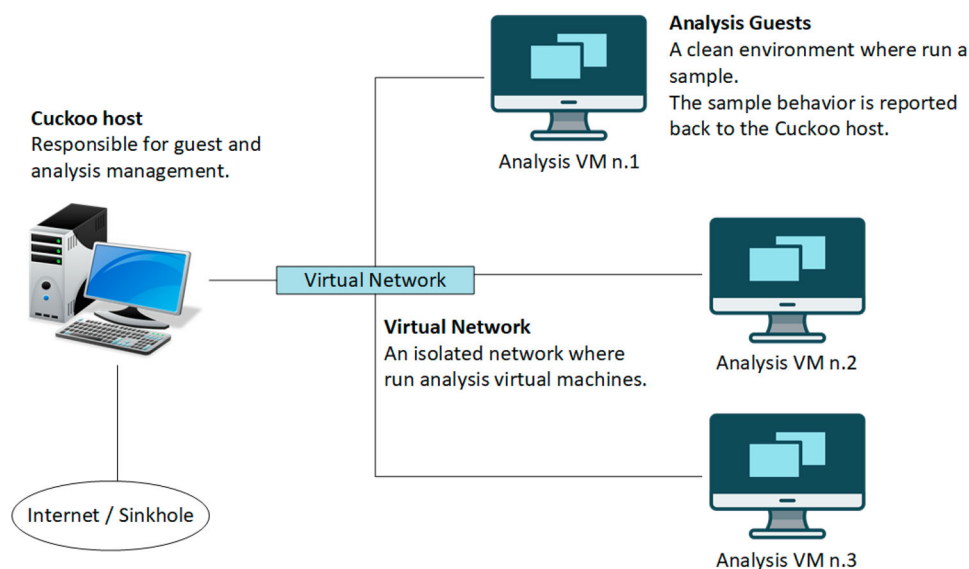 Analysis Guests
A clean environment where run a
sample.
The sample behavior is reported
back to the Cuckoo host.
Analysis VM n.1
Cuckoo host
Responsible for guest and
analysis management.
Virtual Network
Virtual Network
An isolated network where
run analysis virtual machines.
Analysis VM n.2
Internet / Sinkhole
Analysis VM n.3